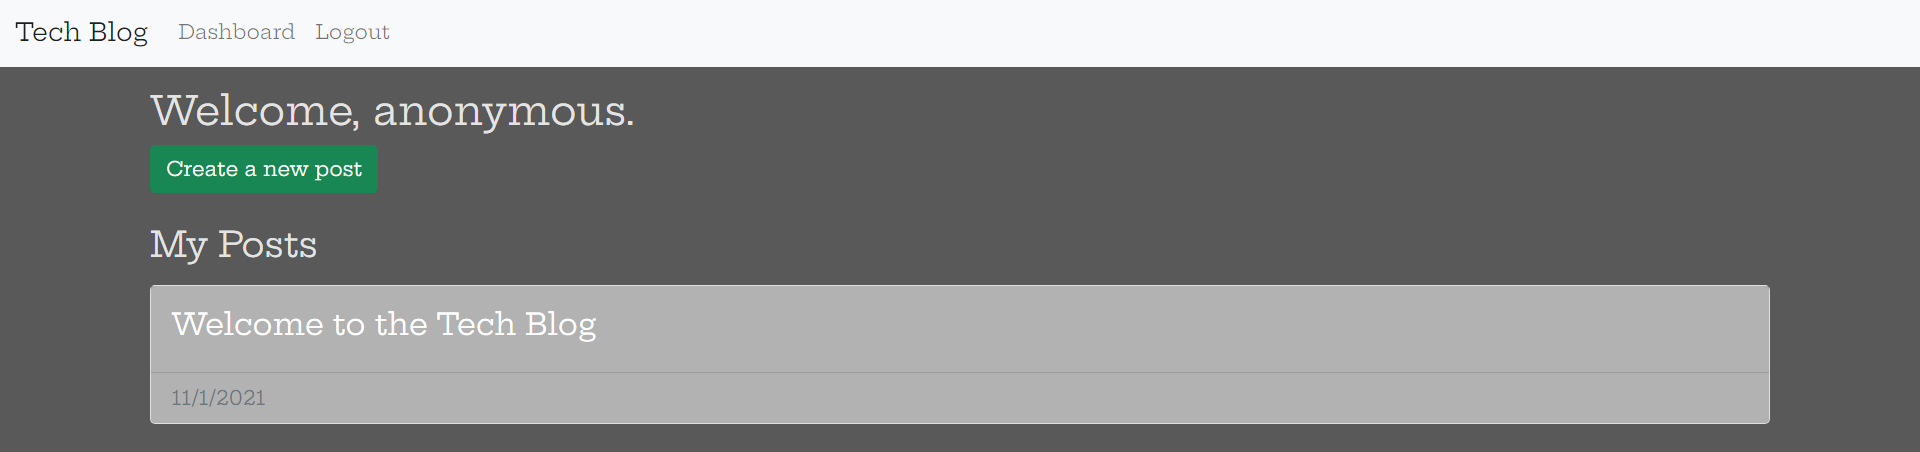 Tech Blog Dashboard Logout
Welcome, anonymous.
Create a new post
My Posts
Welcome to the Tech Blog
11/1/2021